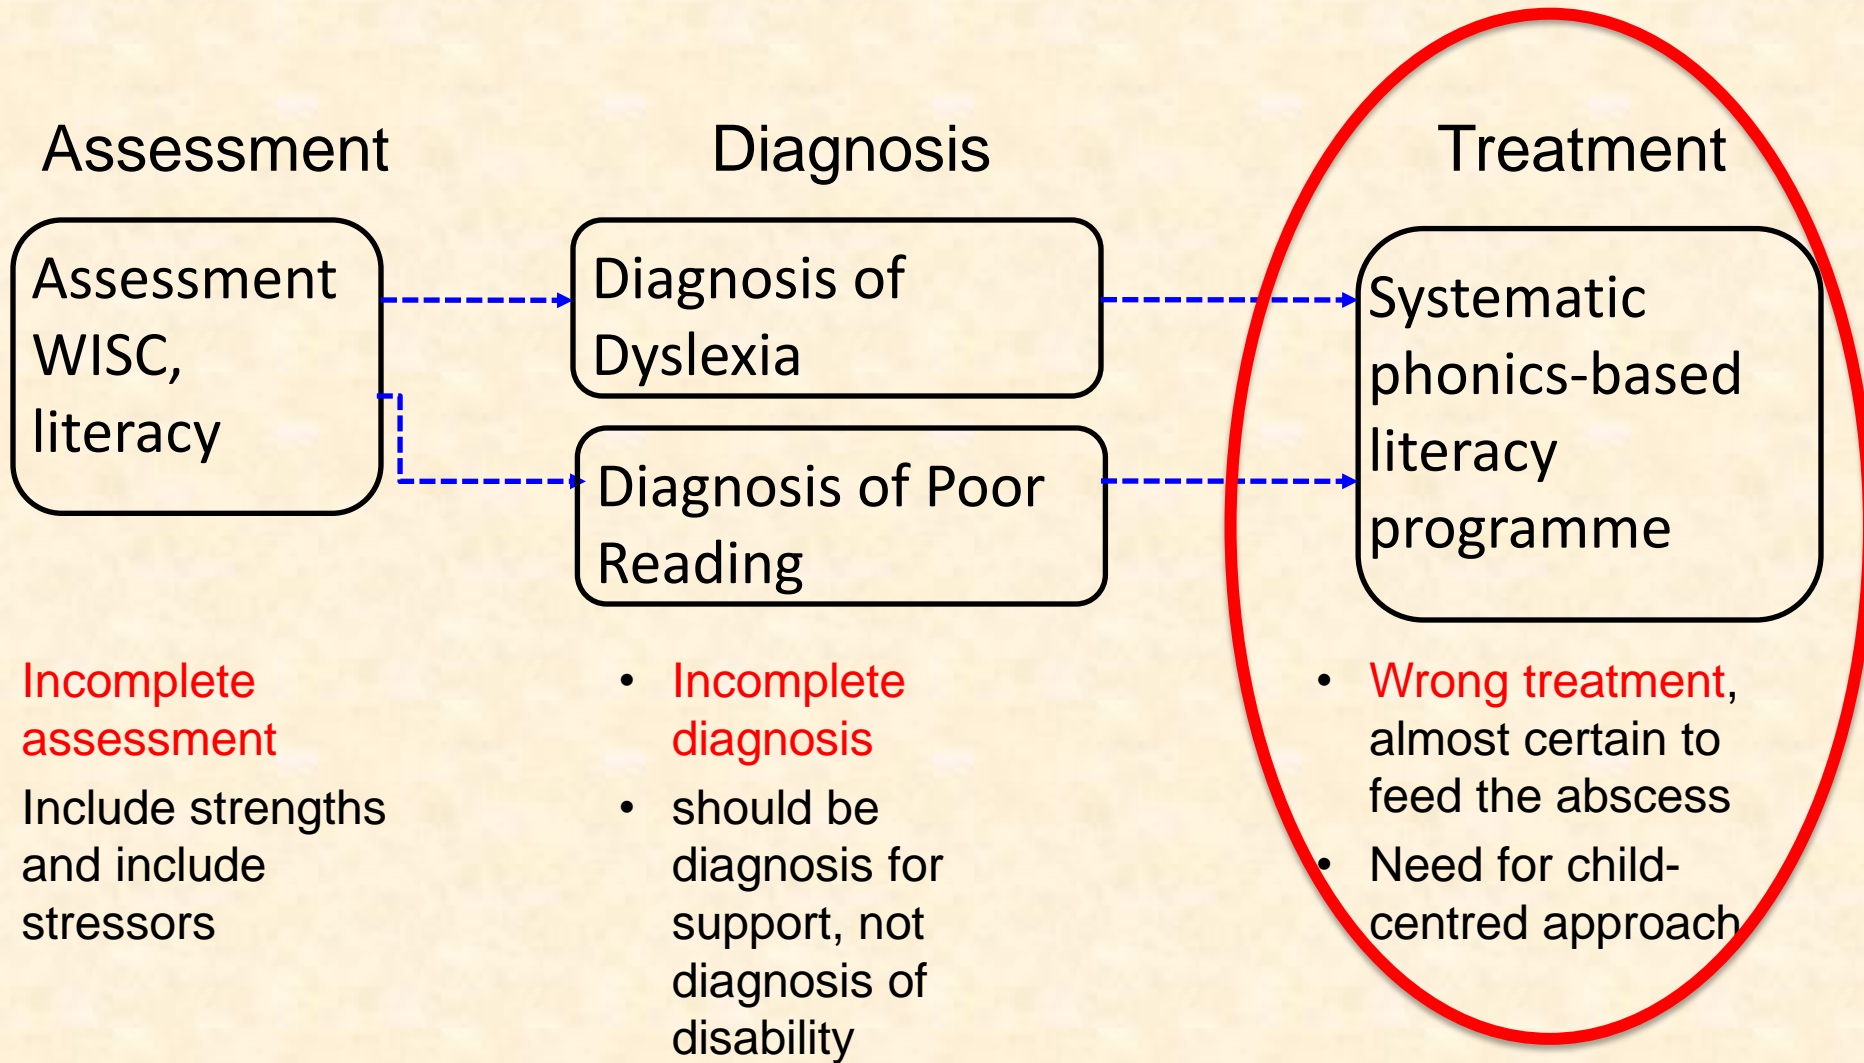 Assessment
Assessment
WISC,
literacy
Incomplete
assessment
Include strengths
and include
stressors
Diagnosis
Diagnosis of
Dyslexia
Diagnosis of Poor
Reading
• Incomplete
diagnosis
• should be
diagnosis for
support, not
diagnosis of
disability
Treatment
Systematic
phonics-based
literacy
programme
• Wrong treatment,
almost certain to
feed the abscess
• Need for child-
centred approach